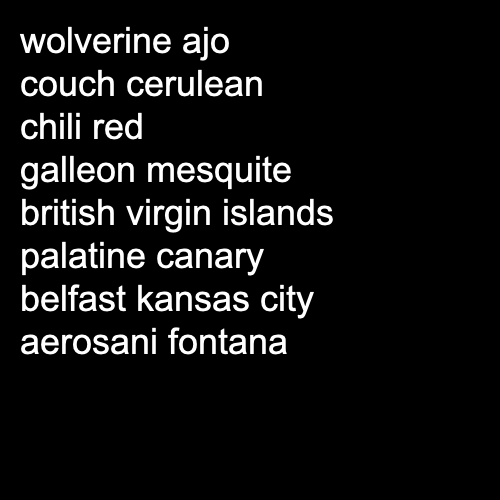 wolverine ajo
couch cerulean
chili red
galleon mesquite
british virgin islands
palatine canary
belfast kansas city
aerosani fontana